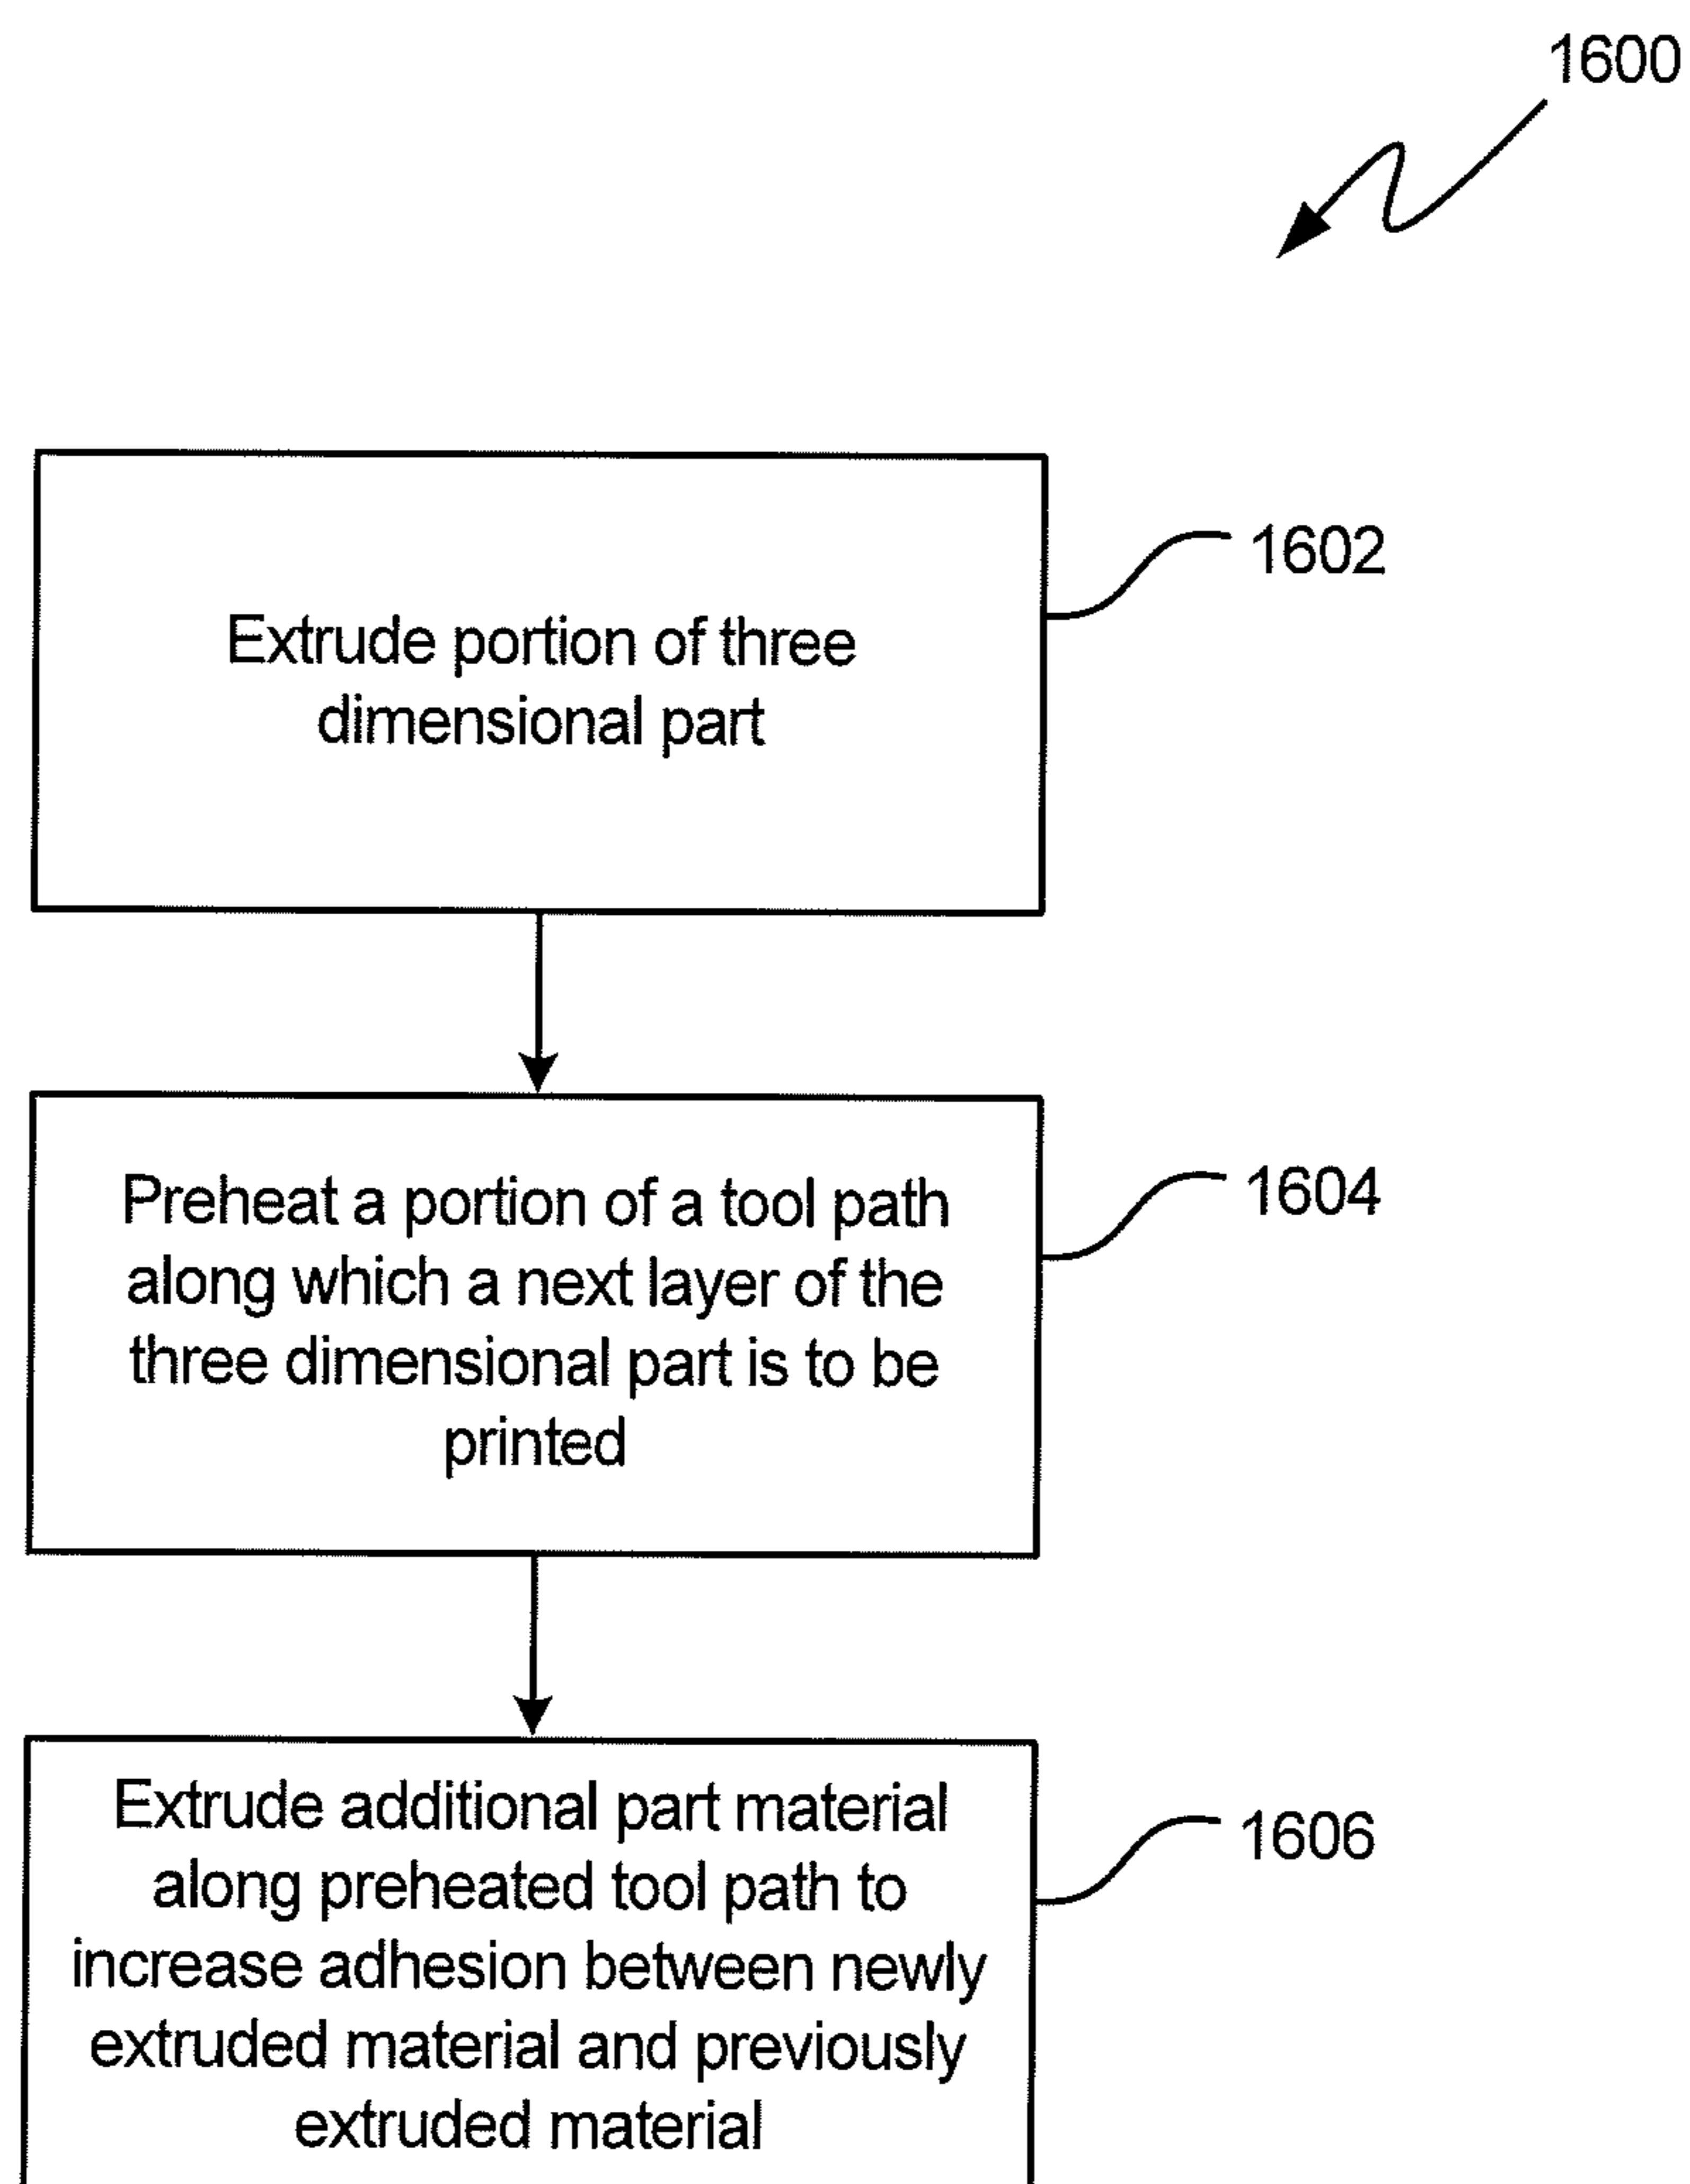 1600
Extrude portion of three
dimensional part
1602
Preheat a portion of a tool path
along which a next layer of the
three dimensional part is to be
printed
1604
Extrude additional part material
along preheated tool path to
increase adhesion between newly
extruded material and previously
extruded material
1606